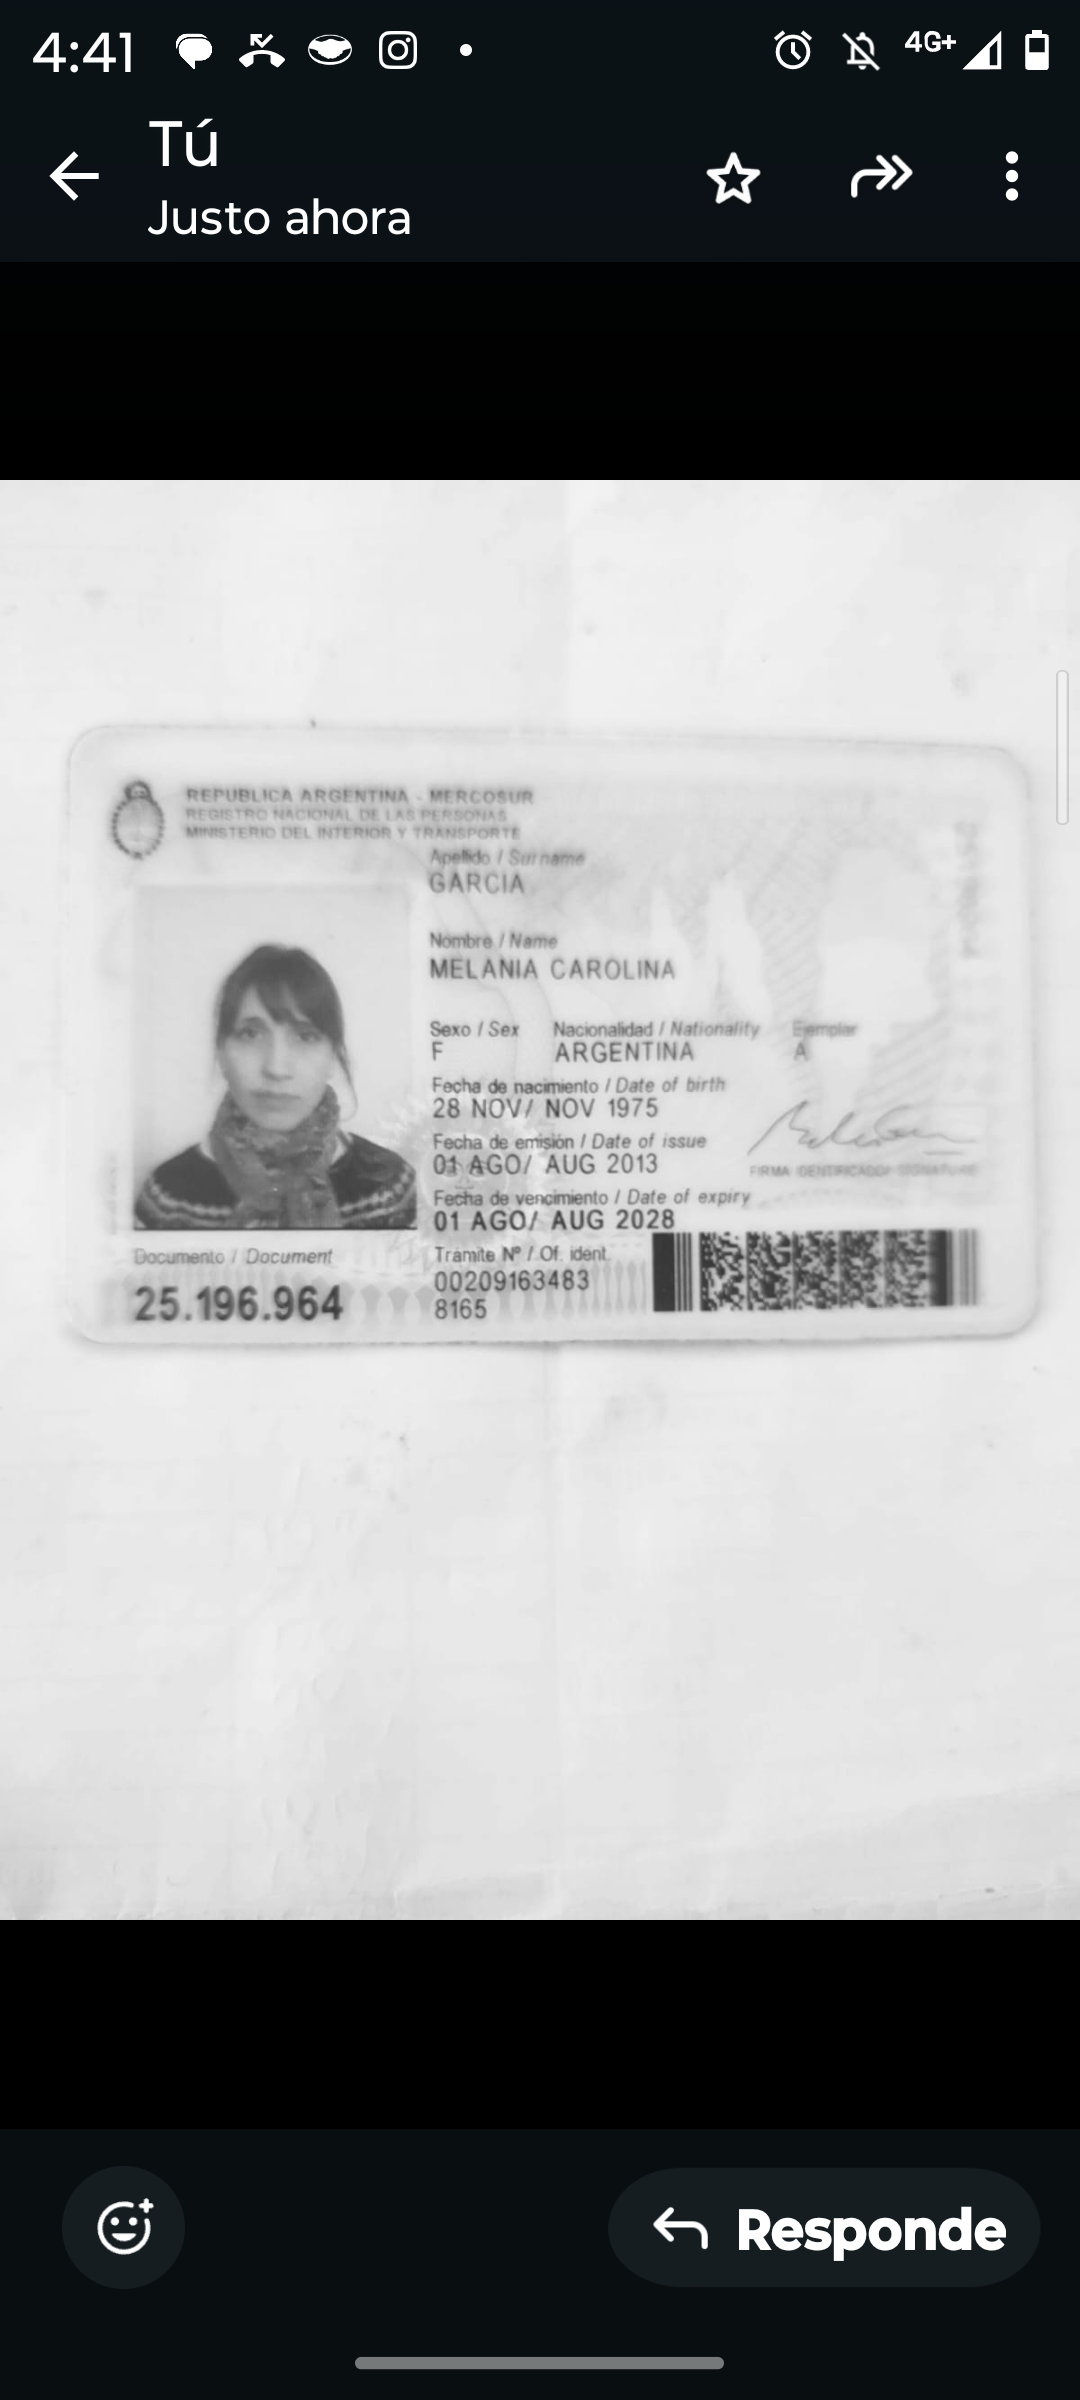 4:41
4G+
Tú
Justo ahora
REPUBLICA ARGENTINA - MERCOSUR
REGISTRO NACIONAL DE LAS PERSONAS
MINISTERIO DEL INTERIOR Y TRANSPORTE
Apellido / Surname
GARCIA
Nombre / Name
MELANIA CAROLINA
Sexo / Sex Nacionalidad / Nationality Ejemplar
F ARGENTINA A
Fecha de nacimiento / Date of birth
28 NOV/ NOV 1975
Fecha de emisión / Date of issue
01 AGO/ AUG 2013
FIRMA IDENTIFICADO/ SIGNATURE
Fecha de vencimiento / Date of expiry
01 AGO/ AUG 2028
Documento / Document
25.196.964
Trámite Nº / Of. ident.
00209163483
8165
Responde